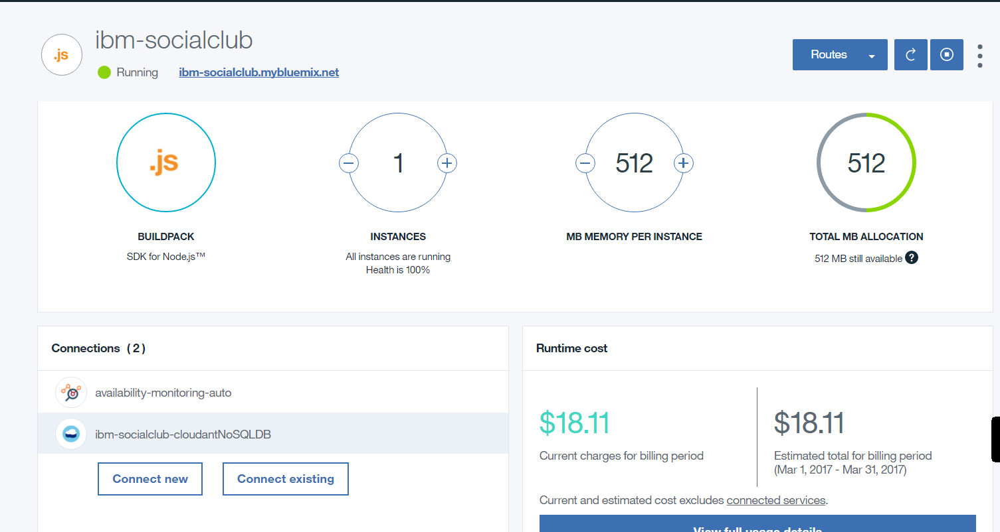 ibm-socialclub
.js
Running
ibm-socialclub.mybluemix.net
Routes
.js
1
512
512
BUILDPACK
INSTANCES
MB MEMORY PER INSTANCE
TOTAL MB ALLOCATION
SDK for Node.js™
All instances are running
Health is 100%
512 MB still available ?
Connections (2)
availability-monitoring-auto
ibm-socialclub-cloudantNoSQLDB
Connect new
Connect existing
Runtime cost
$18.11
Current charges for billing period
$18.11
Estimated total for billing period
(Mar 1, 2017 - Mar 31, 2017)
Current and estimated cost excludes connected services.
View full usage details